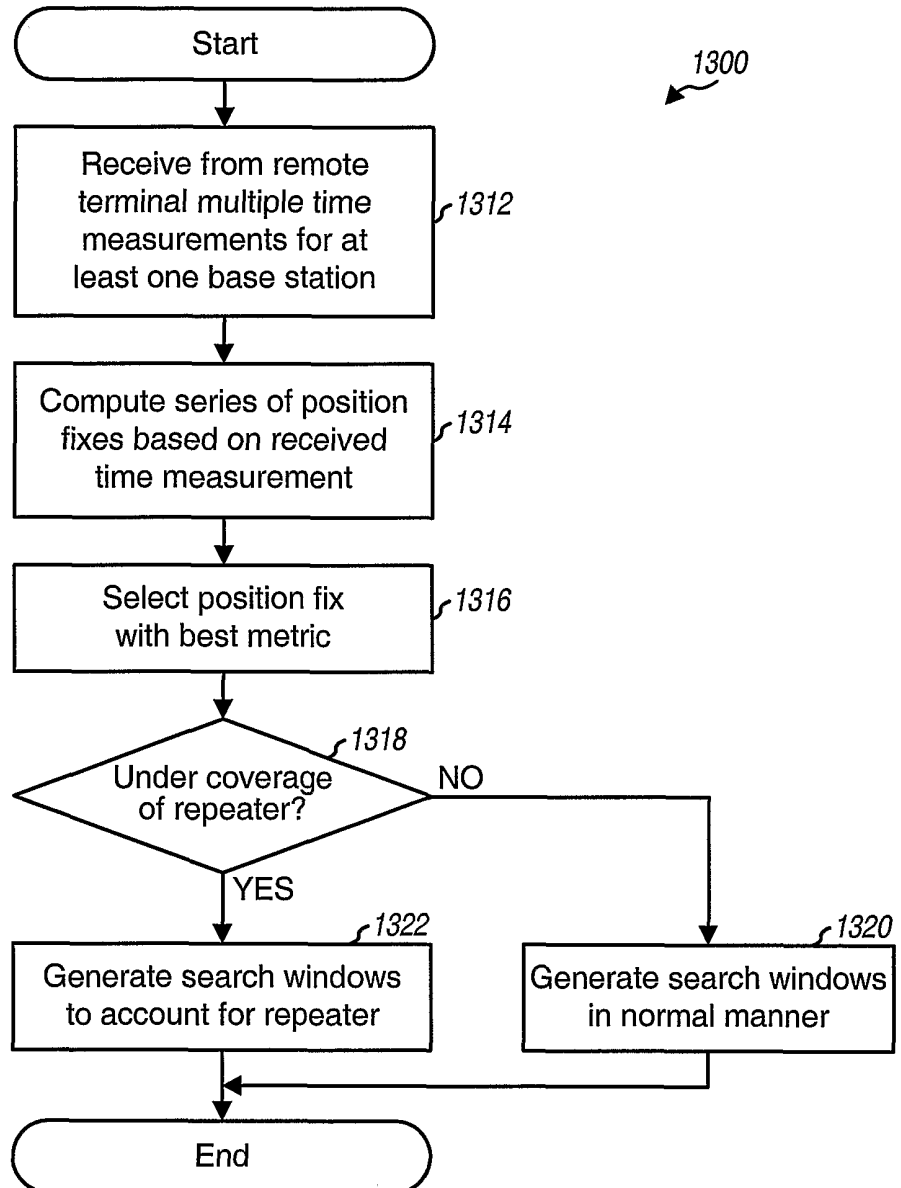 Start
1300
Receive from remote
terminal multiple time
measurements for at
least one base station
1312
Compute series of position
fixes based on received
time measurement
1314
Select position fix
with best metric
1316
1318
Under coverage
of repeater?
NO
YES
1322
Generate search windows
to account for repeater
1320
Generate search windows
in normal manner
End